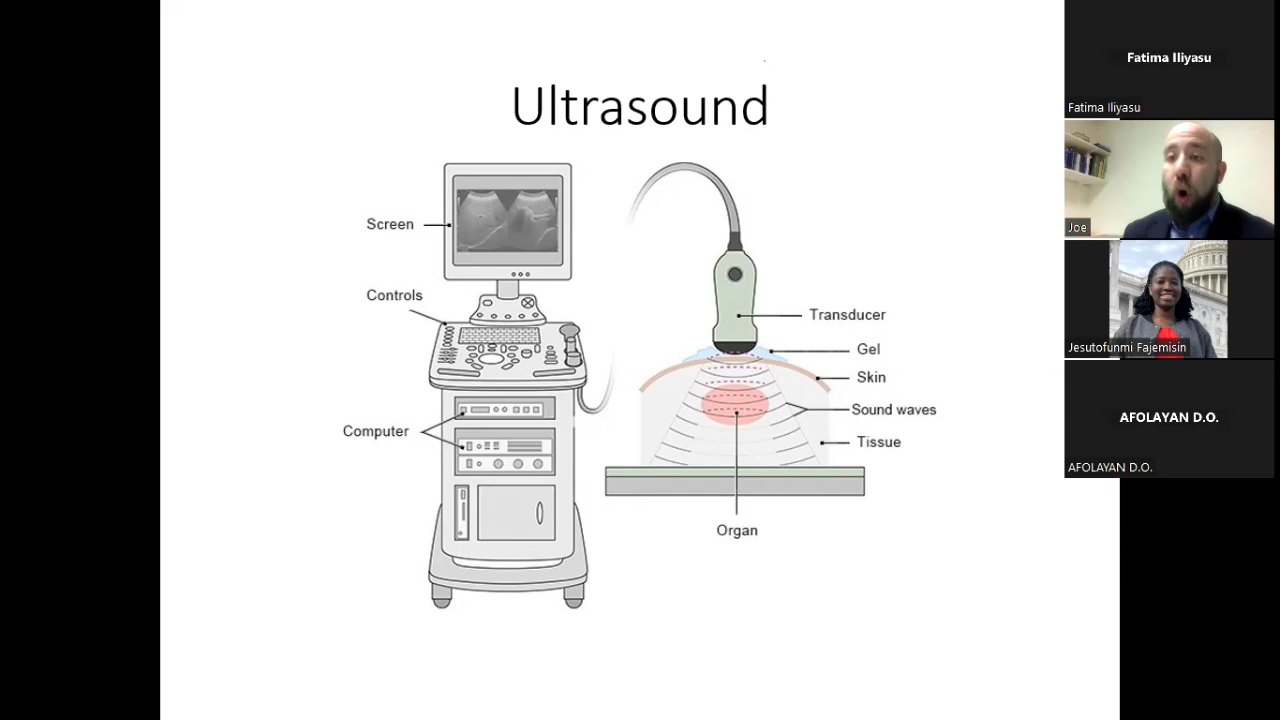 Ultrasound
Screen
Controls
Computer
Transducer
Gel
Skin
Sound waves
Tissue
Organ
Fatima Iliyasu
Fatima Iliyasu
Joe
Jesutofunmi Fajemisin
AFOLAYAN D.O.
AFOLAYAN D.O.